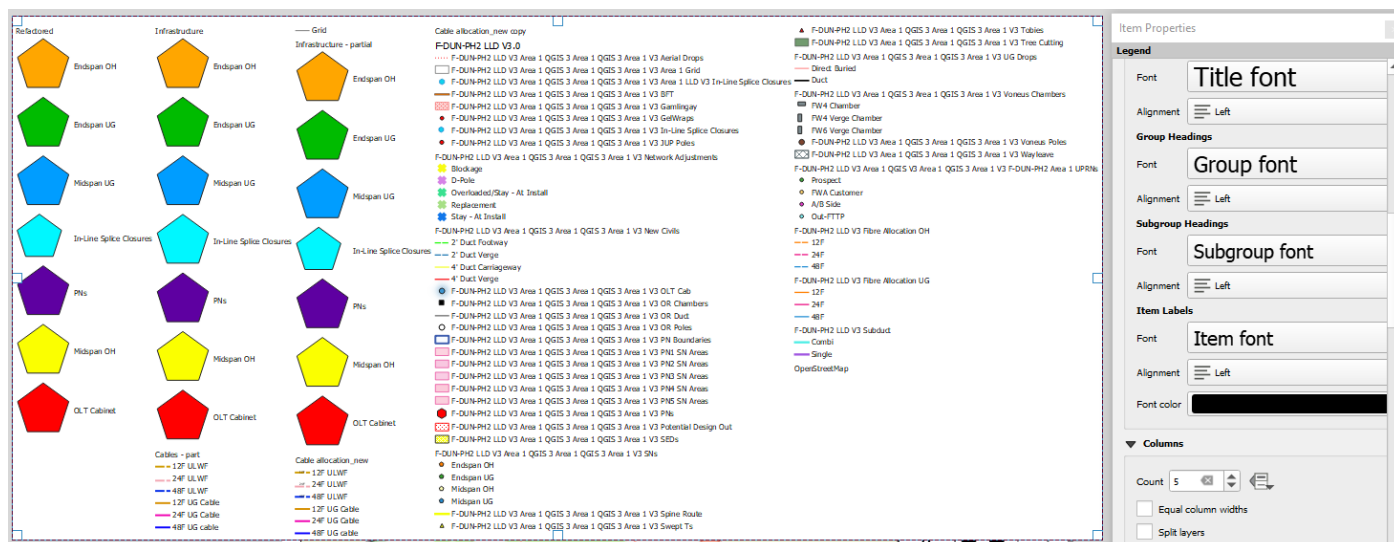 Refactored
Endspan OH
Endspan UG
Midspan UG
In-Line Splice Closures
PNs
Midspan OH
OLT Cabinet
Infrastructure
Endspan OH
Endspan UG
Midspan UG
In-Line Splice Closures
PNs
Midspan OH
OLT Cabinet
Cables - part
12F ULWF
24F ULWF
48F ULWF
12F UG Cable
24F UG Cable
48F UG cable
Grid
Infrastructure - partial
Endspan OH
Endspan UG
Midspan UG
In-Line Splice Closures
PNs
Midspan OH
OLT Cabinet
Cable allocation_new
12F ULWF
24F ULWF
48F ULWF
12F UG Cable
24F UG Cable
48F UG cable
Cable allocation_new copy
F-DUN-PH2 LLD V3.0
F-DUN-PH2 LLD V3 Area 1 QGIS 3 Area 1 QGIS 3 Area 1 V3 Aerial Drops
F-DUN-PH2 LLD V3 Area 1 QGIS 3 Area 1 QGIS 3 Area 1 V3 Area 1 Grid
F-DUN-PH2 LLD V3 Area 1 QGIS 3 Area 1 QGIS 3 Area 1 V3 Area 1 LLD V3 In-Line Splice Closures
F-DUN-PH2 LLD V3 Area 1 QGIS 3 Area 1 QGIS 3 Area 1 V3 BFT
F-DUN-PH2 LLD V3 Area 1 QGIS 3 Area 1 QGIS 3 Area 1 V3 Gamlingay
F-DUN-PH2 LLD V3 Area 1 QGIS 3 Area 1 QGIS 3 Area 1 V3 GelWraps
F-DUN-PH2 LLD V3 Area 1 QGIS 3 Area 1 QGIS 3 Area 1 V3 In-Line Splice Closures
F-DUN-PH2 LLD V3 Area 1 QGIS 3 Area 1 QGIS 3 Area 1 V3 JUP Poles
F-DUN-PH2 LLD V3 Area 1 QGIS 3 Area 1 QGIS 3 Area 1 V3 Network Adjustments
Blockage
D-Pole
Overloaded/Stay - At Install
Replacement
Stay - At Install
F-DUN-PH2 LLD V3 Area 1 QGIS 3 Area 1 QGIS 3 Area 1 V3 New Civils
2' Duct Footway
2' Duct Verge
4' Duct Carriageway
4' Duct Verge
F-DUN-PH2 LLD V3 Area 1 QGIS 3 Area 1 QGIS 3 Area 1 V3 OLT Cab
F-DUN-PH2 LLD V3 Area 1 QGIS 3 Area 1 QGIS 3 Area 1 V3 OR Chambers
F-DUN-PH2 LLD V3 Area 1 QGIS 3 Area 1 QGIS 3 Area 1 V3 OR Duct
F-DUN-PH2 LLD V3 Area 1 QGIS 3 Area 1 QGIS 3 Area 1 V3 OR Poles
F-DUN-PH2 LLD V3 Area 1 QGIS 3 Area 1 QGIS 3 Area 1 V3 PN Boundaries
F-DUN-PH2 LLD V3 Area 1 QGIS 3 Area 1 QGIS 3 Area 1 V3 PN1 SN Areas
F-DUN-PH2 LLD V3 Area 1 QGIS 3 Area 1 QGIS 3 Area 1 V3 PN2 SN Areas
F-DUN-PH2 LLD V3 Area 1 QGIS 3 Area 1 QGIS 3 Area 1 V3 PN3 SN Areas
F-DUN-PH2 LLD V3 Area 1 QGIS 3 Area 1 QGIS 3 Area 1 V3 PN4 SN Areas
F-DUN-PH2 LLD V3 Area 1 QGIS 3 Area 1 QGIS 3 Area 1 V3 PN5 SN Areas
F-DUN-PH2 LLD V3 Area 1 QGIS 3 Area 1 QGIS 3 Area 1 V3 PNs
F-DUN-PH2 LLD V3 Area 1 QGIS 3 Area 1 QGIS 3 Area 1 V3 Potential Design Out
F-DUN-PH2 LLD V3 Area 1 QGIS 3 Area 1 QGIS 3 Area 1 V3 SEDs
F-DUN-PH2 LLD V3 Area 1 QGIS 3 Area 1 QGIS 3 Area 1 V3 SNs
Endspan OH
Endspan UG
Midspan OH
Midspan UG
F-DUN-PH2 LLD V3 Area 1 QGIS 3 Area 1 QGIS 3 Area 1 V3 Spine Route
F-DUN-PH2 LLD V3 Area 1 QGIS 3 Area 1 QGIS 3 Area 1 V3 Swept Ts
F-DUN-PH2 LLD V3 Area 1 QGIS 3 Area 1 QGIS 3 Area 1 V3 Tobies
F-DUN-PH2 LLD V3 Area 1 QGIS 3 Area 1 QGIS 3 Area 1 V3 Tree Cutting
F-DUN-PH2 LLD V3 Area 1 QGIS 3 Area 1 QGIS 3 Area 1 V3 UG Drops
Direct Buried
Duct
F-DUN-PH2 LLD V3 Area 1 QGIS 3 Area 1 QGIS 3 Area 1 V3 Voneus Chambers
FW4 Chamber
FW4 Verge Chamber
FW6 Verge Chamber
F-DUN-PH2 LLD V3 Area 1 QGIS 3 Area 1 QGIS 3 Area 1 V3 Voneus Poles
F-DUN-PH2 LLD V3 Area 1 QGIS 3 Area 1 QGIS 3 Area 1 V3 Wayleave
F-DUN-PH2 LLD V3 Area 1 QGIS V3 Area 1 QGIS 3 Area 1 V3 F-DUN-PH2 Area 1 UPRNs
Prospect
FWA Customer
A/B Side
Out-FTTP
F-DUN-PH2 LLD V3 Fibre Allocation OH
12F
24F
48F
F-DUN-PH2 LLD V3 Fibre Allocation UG
12F
24F
48F
F-DUN-PH2 LLD V3 Subduct
Combi
Single
OpenStreetMap
Item Properties
Legend
Font Title font
Alignment Left
Group Headings
Font Group font
Alignment Left
Subgroup Headings
Font Subgroup font
Alignment Left
Item Labels
Font Item font
Alignment Left
Font color
Columns
Count 5
Equal column widths
Split layers